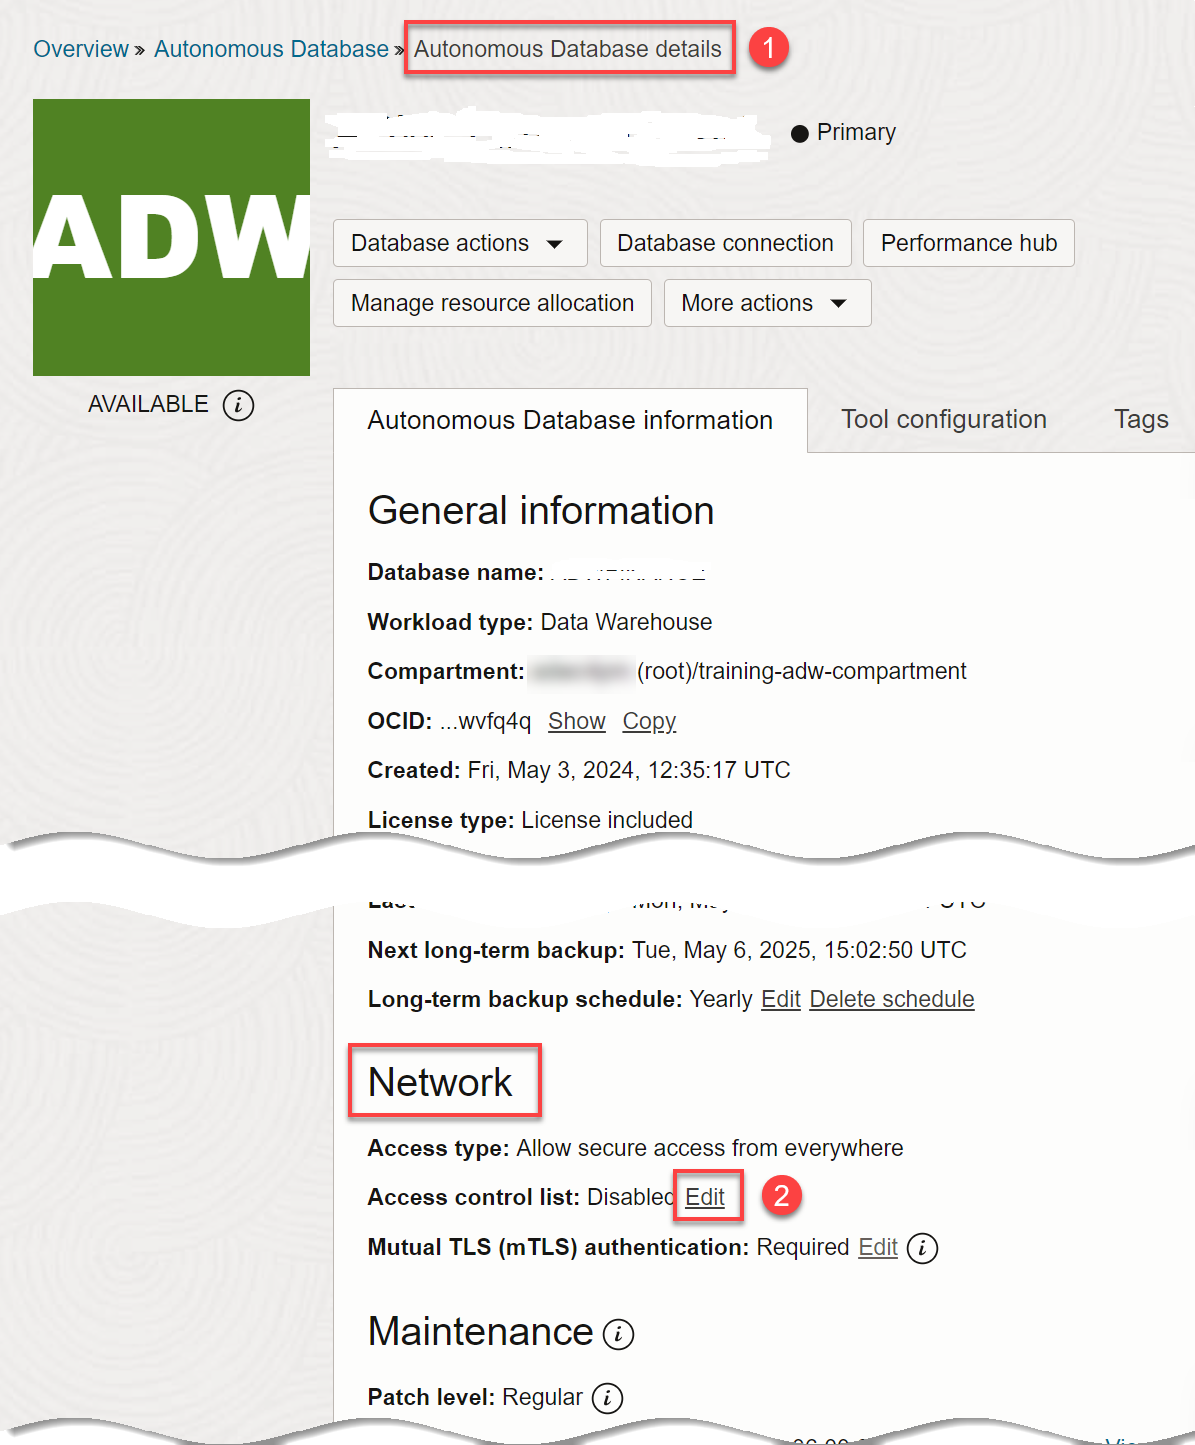 Overview » Autonomous Database » Autonomous Database details 1
ADW
● Primary
Database actions Database connection Performance hub
Manage resource allocation More actions
AVAILABLE i
Autonomous Database information Tool configuration Tags
General information
Database name:
Workload type: Data Warehouse
Compartment: (root)/training-adw-compartment
OCID: ...wvfq4q Show Copy
Created: Fri, May 3, 2024, 12:35:17 UTC
License type: License included
Next long-term backup: Tue, May 6, 2025, 15:02:50 UTC
Long-term backup schedule: Yearly Edit Delete schedule
Network
Access type: Allow secure access from everywhere
Access control list: Disabled Edit 2
Mutual TLS (mTLS) authentication: Required Edit i
Maintenance i
Patch level: Regular i